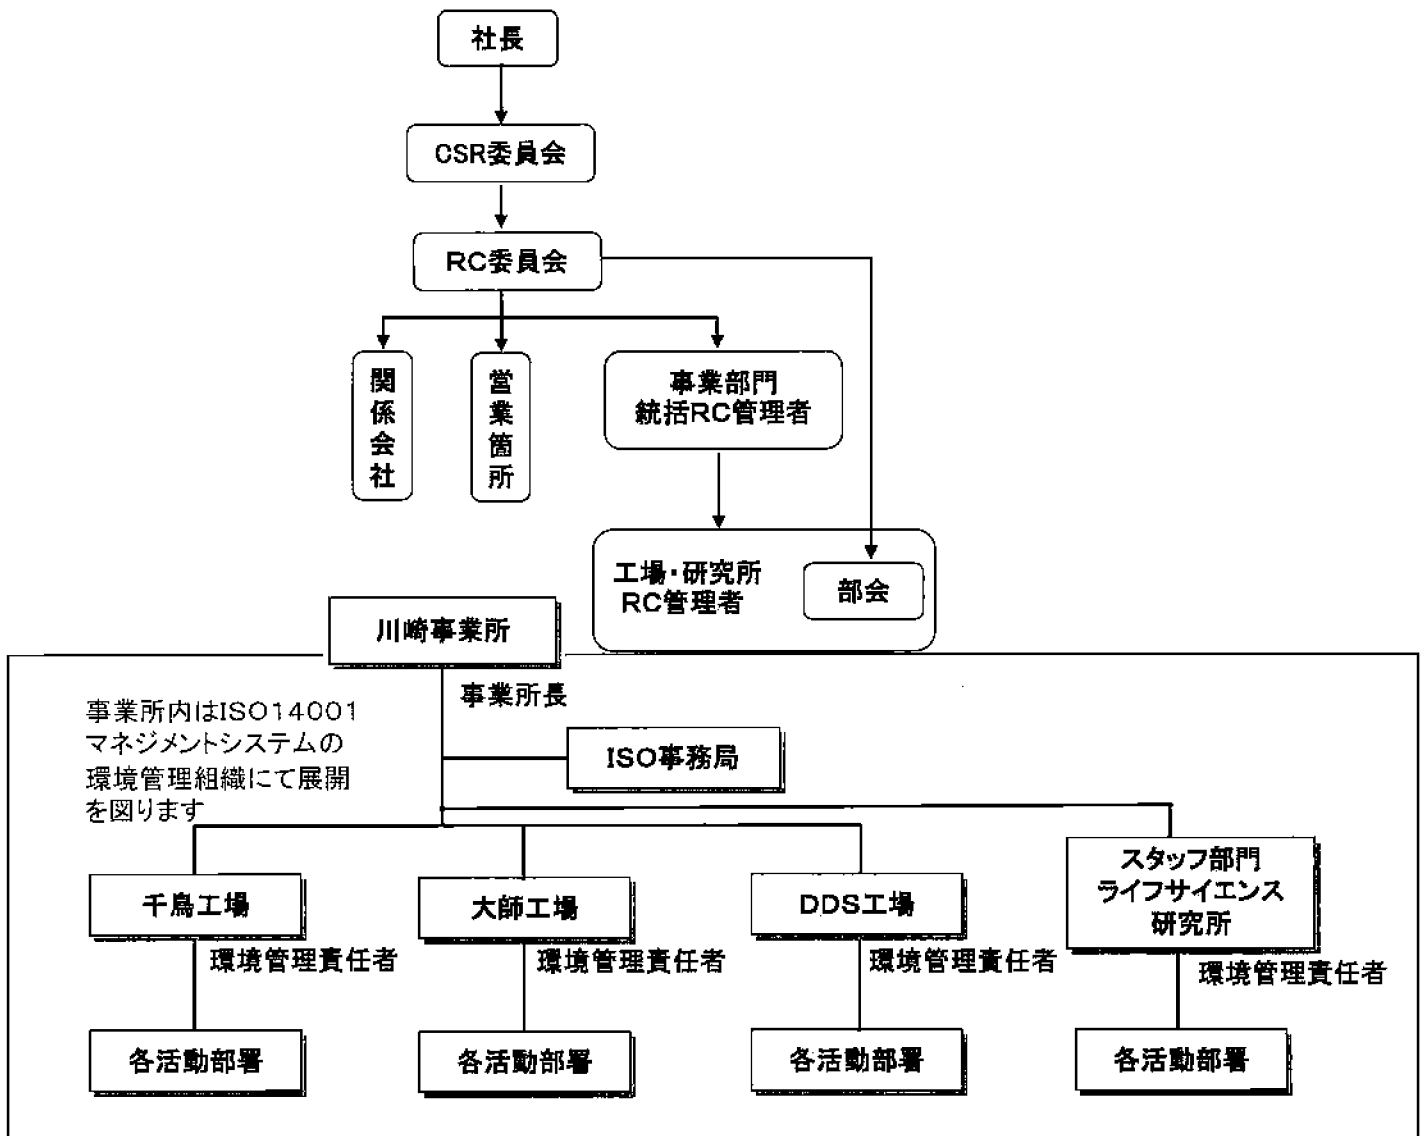 社長
CSR委員会
RC委員会
関係会社
営業箇所
事業部門
統括RC管理者
工場・研究所
RC管理者
部会
川崎事業所
事業所長
事業所内はISO14001
マネジメントシステムの
環境管理組織にて展開
を図ります
ISO事務局
千鳥工場
環境管理責任者
大師工場
環境管理責任者
DDS工場
環境管理責任者
スタッフ部門
ライフサイエンス
研究所
環境管理責任者
各活動部署
各活動部署
各活動部署
各活動部署